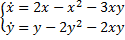 ẋ = 2x − x² − 3xy
ẏ = y − 2y² − 2xy